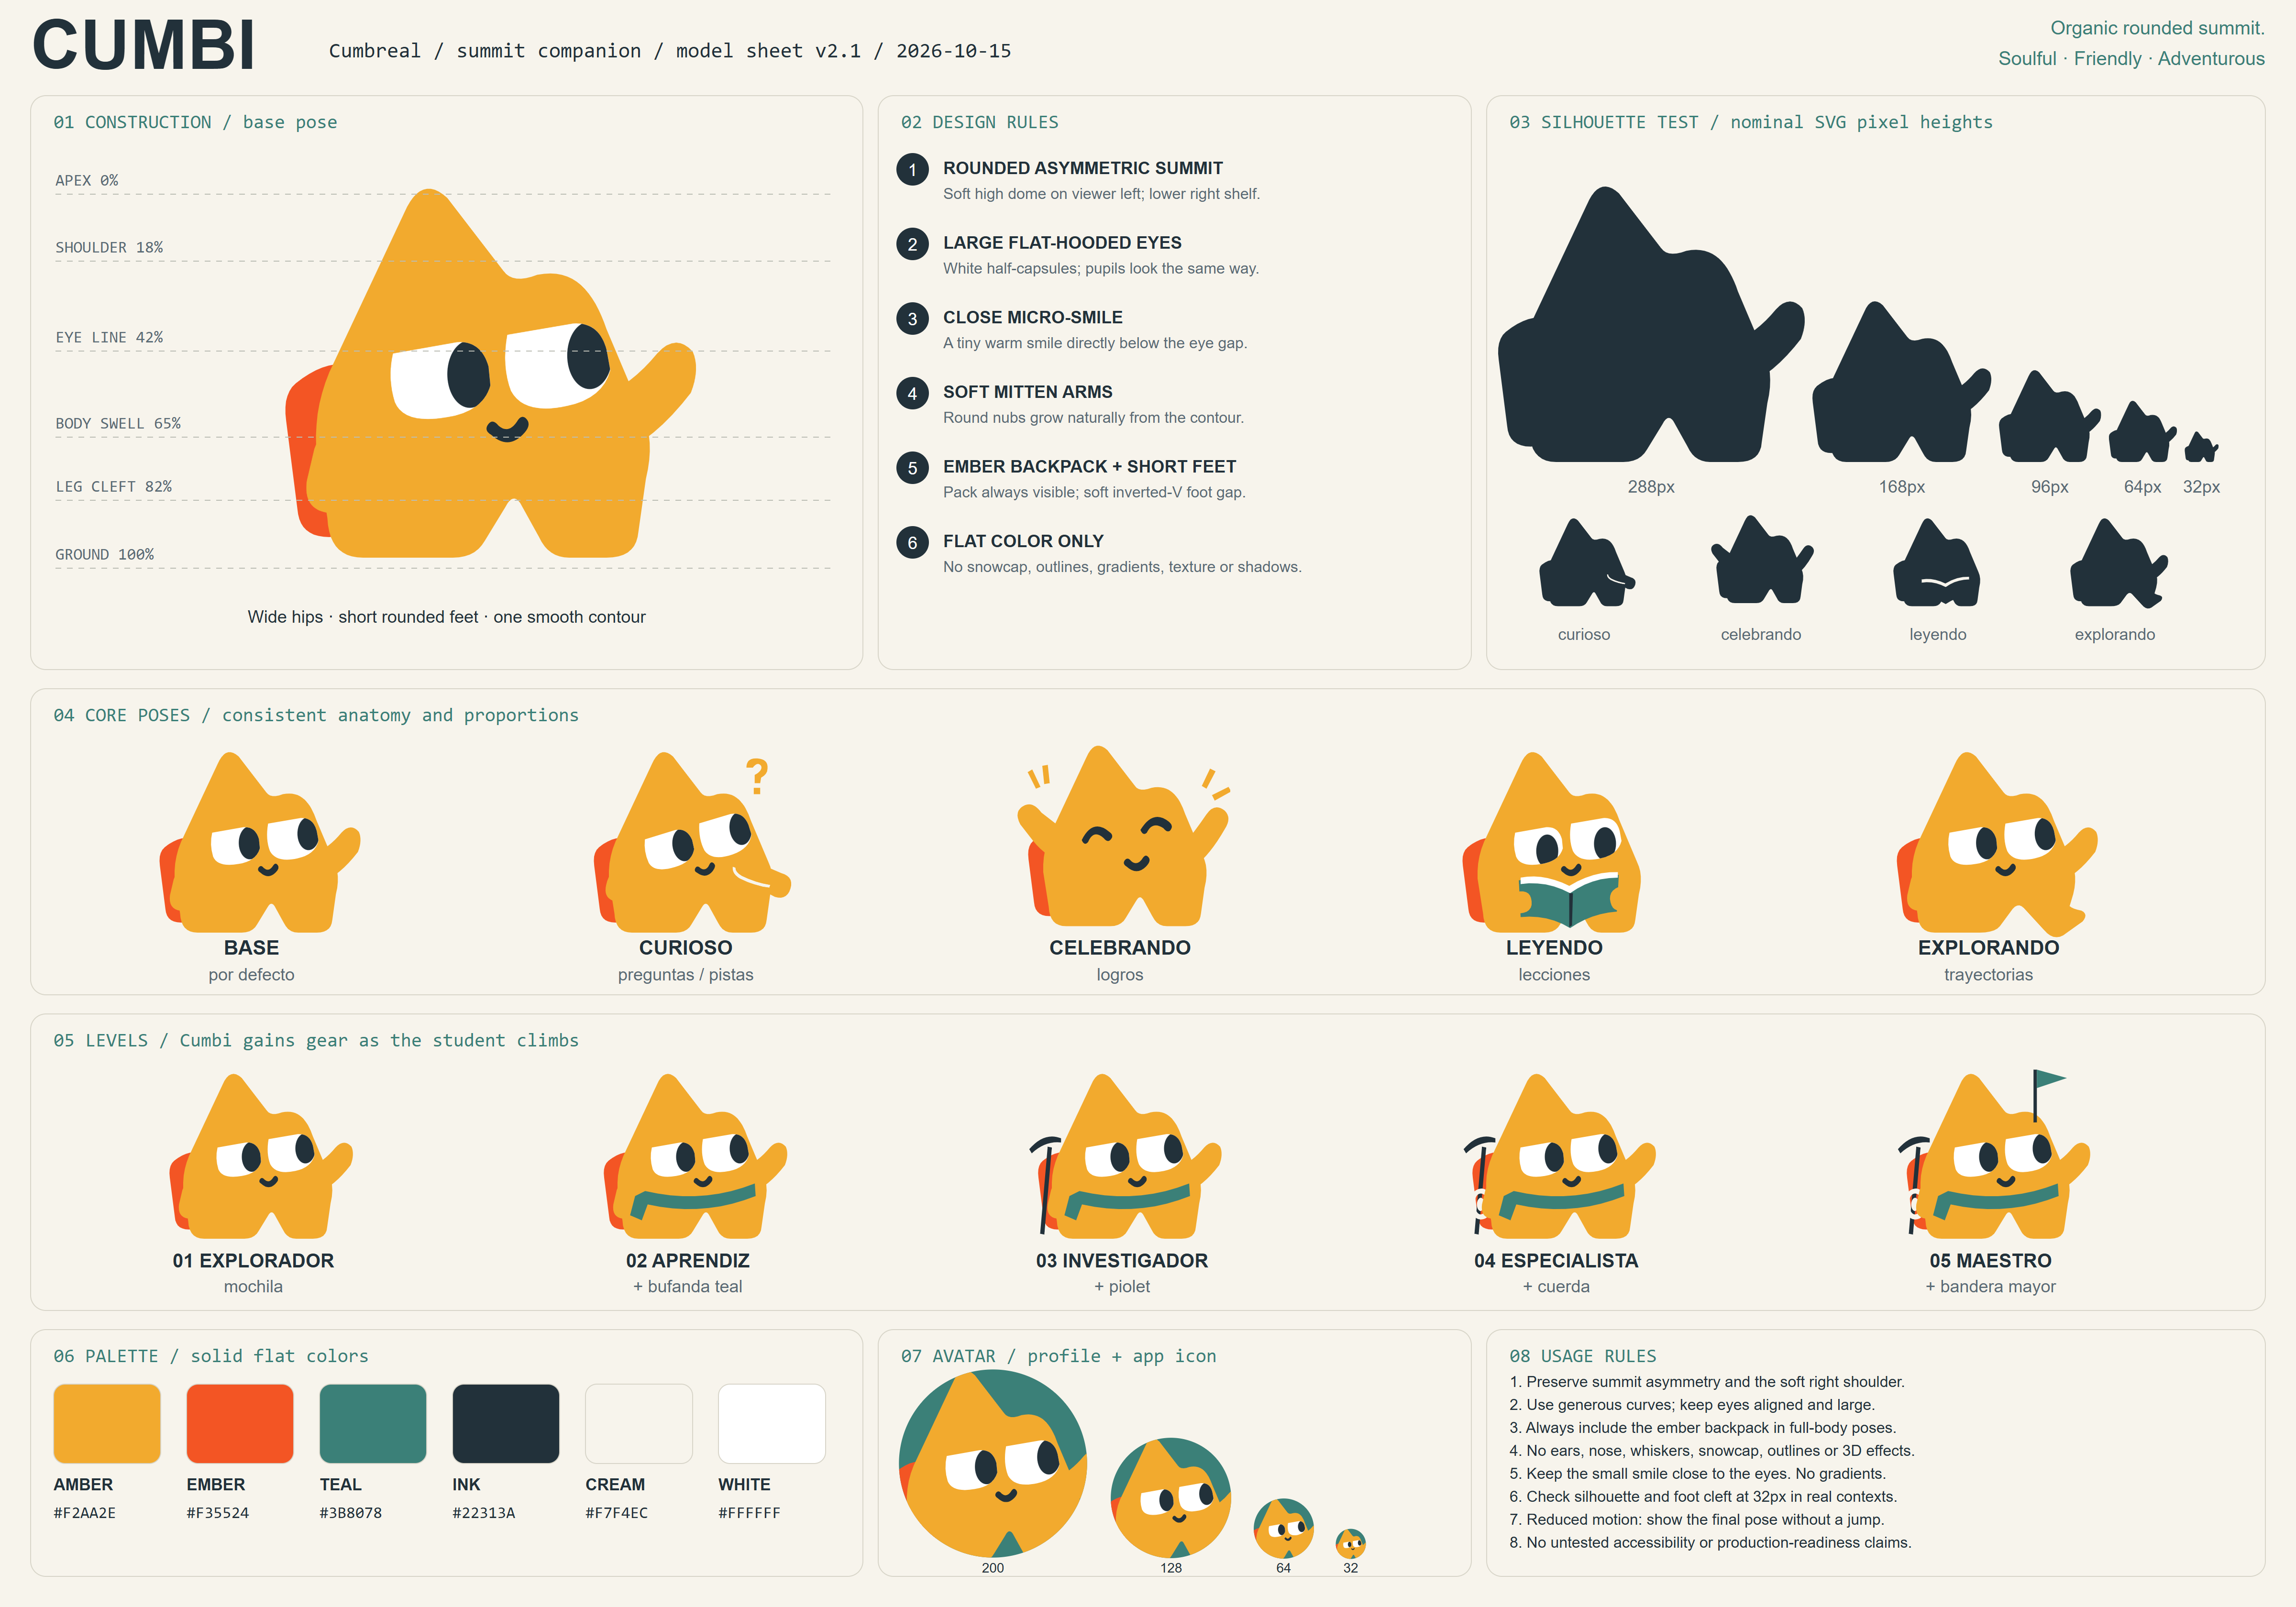 CUMBI
Cumbreal / summit companion / model sheet v2.1 / 2026-10-15
Organic rounded summit.
Soulful · Friendly · Adventurous
01 CONSTRUCTION / base pose
APEX 0%
SHOULDER 18%
EYE LINE 42%
BODY SWELL 65%
LEG CLEFT 82%
GROUND 100%
Wide hips · short rounded feet · one smooth contour
02 DESIGN RULES
1 ROUNDED ASYMMETRIC SUMMIT
Soft high dome on viewer left; lower right shelf.
2 LARGE FLAT-HOODED EYES
White half-capsules; pupils look the same way.
3 CLOSE MICRO-SMILE
A tiny warm smile directly below the eye gap.
4 SOFT MITTEN ARMS
Round nubs grow naturally from the contour.
5 EMBER BACKPACK + SHORT FEET
Pack always visible; soft inverted-V foot gap.
6 FLAT COLOR ONLY
No snowcap, outlines, gradients, texture or shadows.
03 SILHOUETTE TEST / nominal SVG pixel heights
288px 168px 96px 64px 32px
curioso celebrando leyendo explorando
04 CORE POSES / consistent anatomy and proportions
?
BASE CURIOSO CELEBRANDO LEYENDO EXPLORANDO
por defecto preguntas / pistas logros lecciones trayectorias
05 LEVELS / Cumbi gains gear as the student climbs
01 EXPLORADOR 02 APRENDIZ 03 INVESTIGADOR 04 ESPECIALISTA 05 MAESTRO
mochila + bufanda teal + piolet + cuerda + bandera mayor
06 PALETTE / solid flat colors
AMBER EMBER TEAL INK CREAM WHITE
#F2AA2E #F35524 #3B8078 #22313A #F7F4EC #FFFFFF
07 AVATAR / profile + app icon
200 128 64 32
08 USAGE RULES
1. Preserve summit asymmetry and the soft right shoulder.
2. Use generous curves; keep eyes aligned and large.
3. Always include the ember backpack in full-body poses.
4. No ears, nose, whiskers, snowcap, outlines or 3D effects.
5. Keep the small smile close to the eyes. No gradients.
6. Check silhouette and foot cleft at 32px in real contexts.
7. Reduced motion: show the final pose without a jump.
8. No untested accessibility or production-readiness claims.